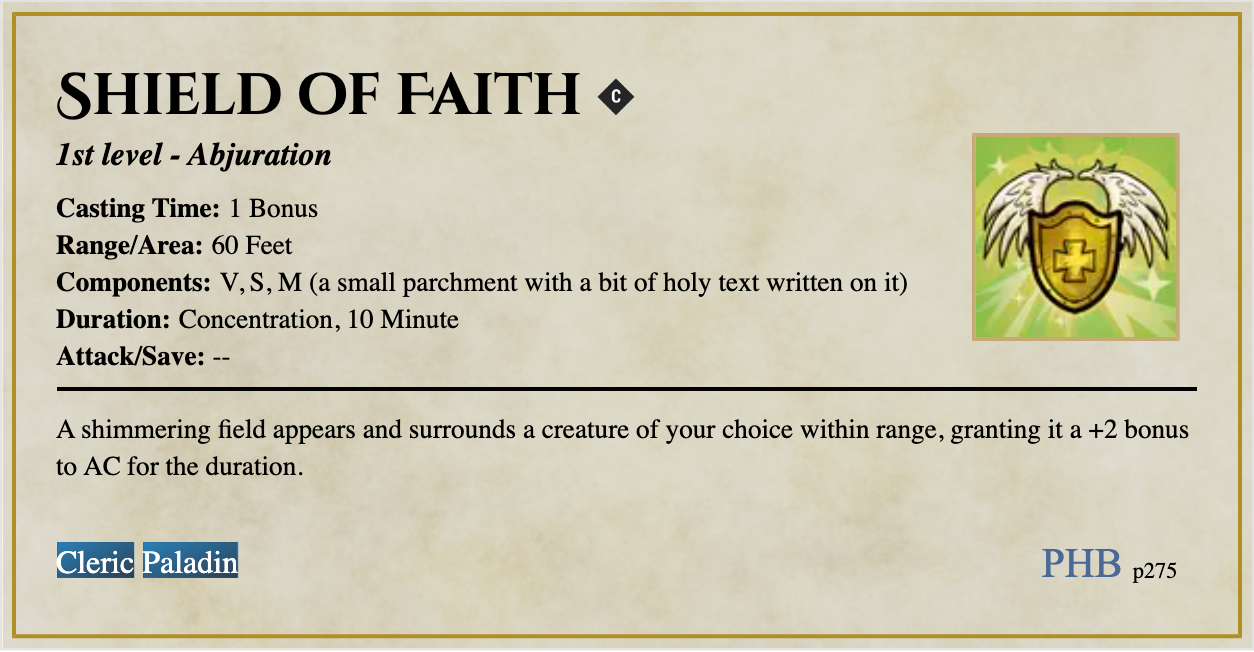 Shield of Faith C
1st level - Abjuration
Casting Time: 1 Bonus
Range/Area: 60 Feet
Components: V, S, M (a small parchment with a bit of holy text written on it)
Duration: Concentration, 10 Minute
Attack/Save: --
A shimmering field appears and surrounds a creature of your choice within range, granting it a +2 bonus
to AC for the duration.
Cleric Paladin
PHB p275